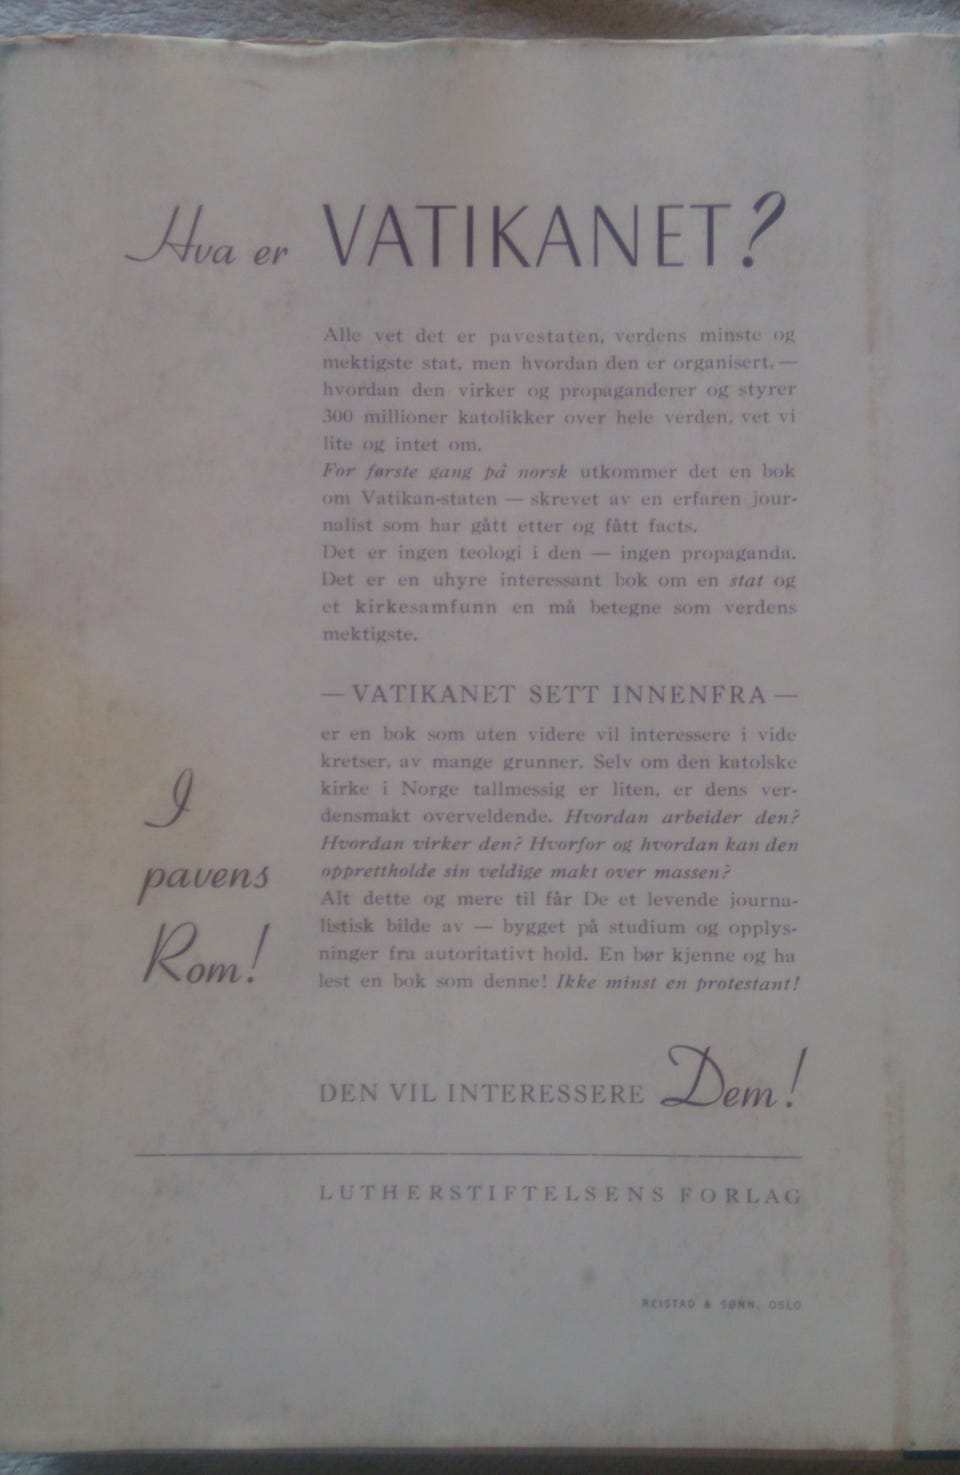 Hva er VATIKANET?
Alle vet det er pavestaten, verdens minste og
mektigste stat, men hvordan den er organisert, —
hvordan den virker og propaganderer og styrer
300 millioner katolikker over hele verden, vet vi
lite og intet om.
For første gang på norsk utkommer det en bok
om Vatikan-staten — skrevet av en erfaren jour-
nalist som har gått etter og fått facts.
Det er ingen teologi i den — ingen propaganda.
Det er en uhyre interessant bok om en stat og
et kirkesamfunn en må betegne som verdens
mektigste.
— VATIKANET SETT INNENFRA —
er en bok som uten videre vil interessere i vide
kretser, av mange grunner. Selv om den katolske
kirke i Norge tallmessig er liten, er dens ver-
densmakt overveldende. Hvordan arbeider den?
Hvordan virker den? Hvorfor og hvordan kan den
opprettholde sin veldige makt over massen?
Alt dette og mere til får De et levende journa-
listisk bilde av — bygget på studium og opplys-
ninger fra autoritativt hold. En bør kjenne og ha
lest en bok som denne! Ikke minst en protestant!
I
pavens
Rom!
DEN VIL INTERESSERE Dem!
LUTHERSTIFTELSENS FORLAG
REISTAD & SØNN, OSLO